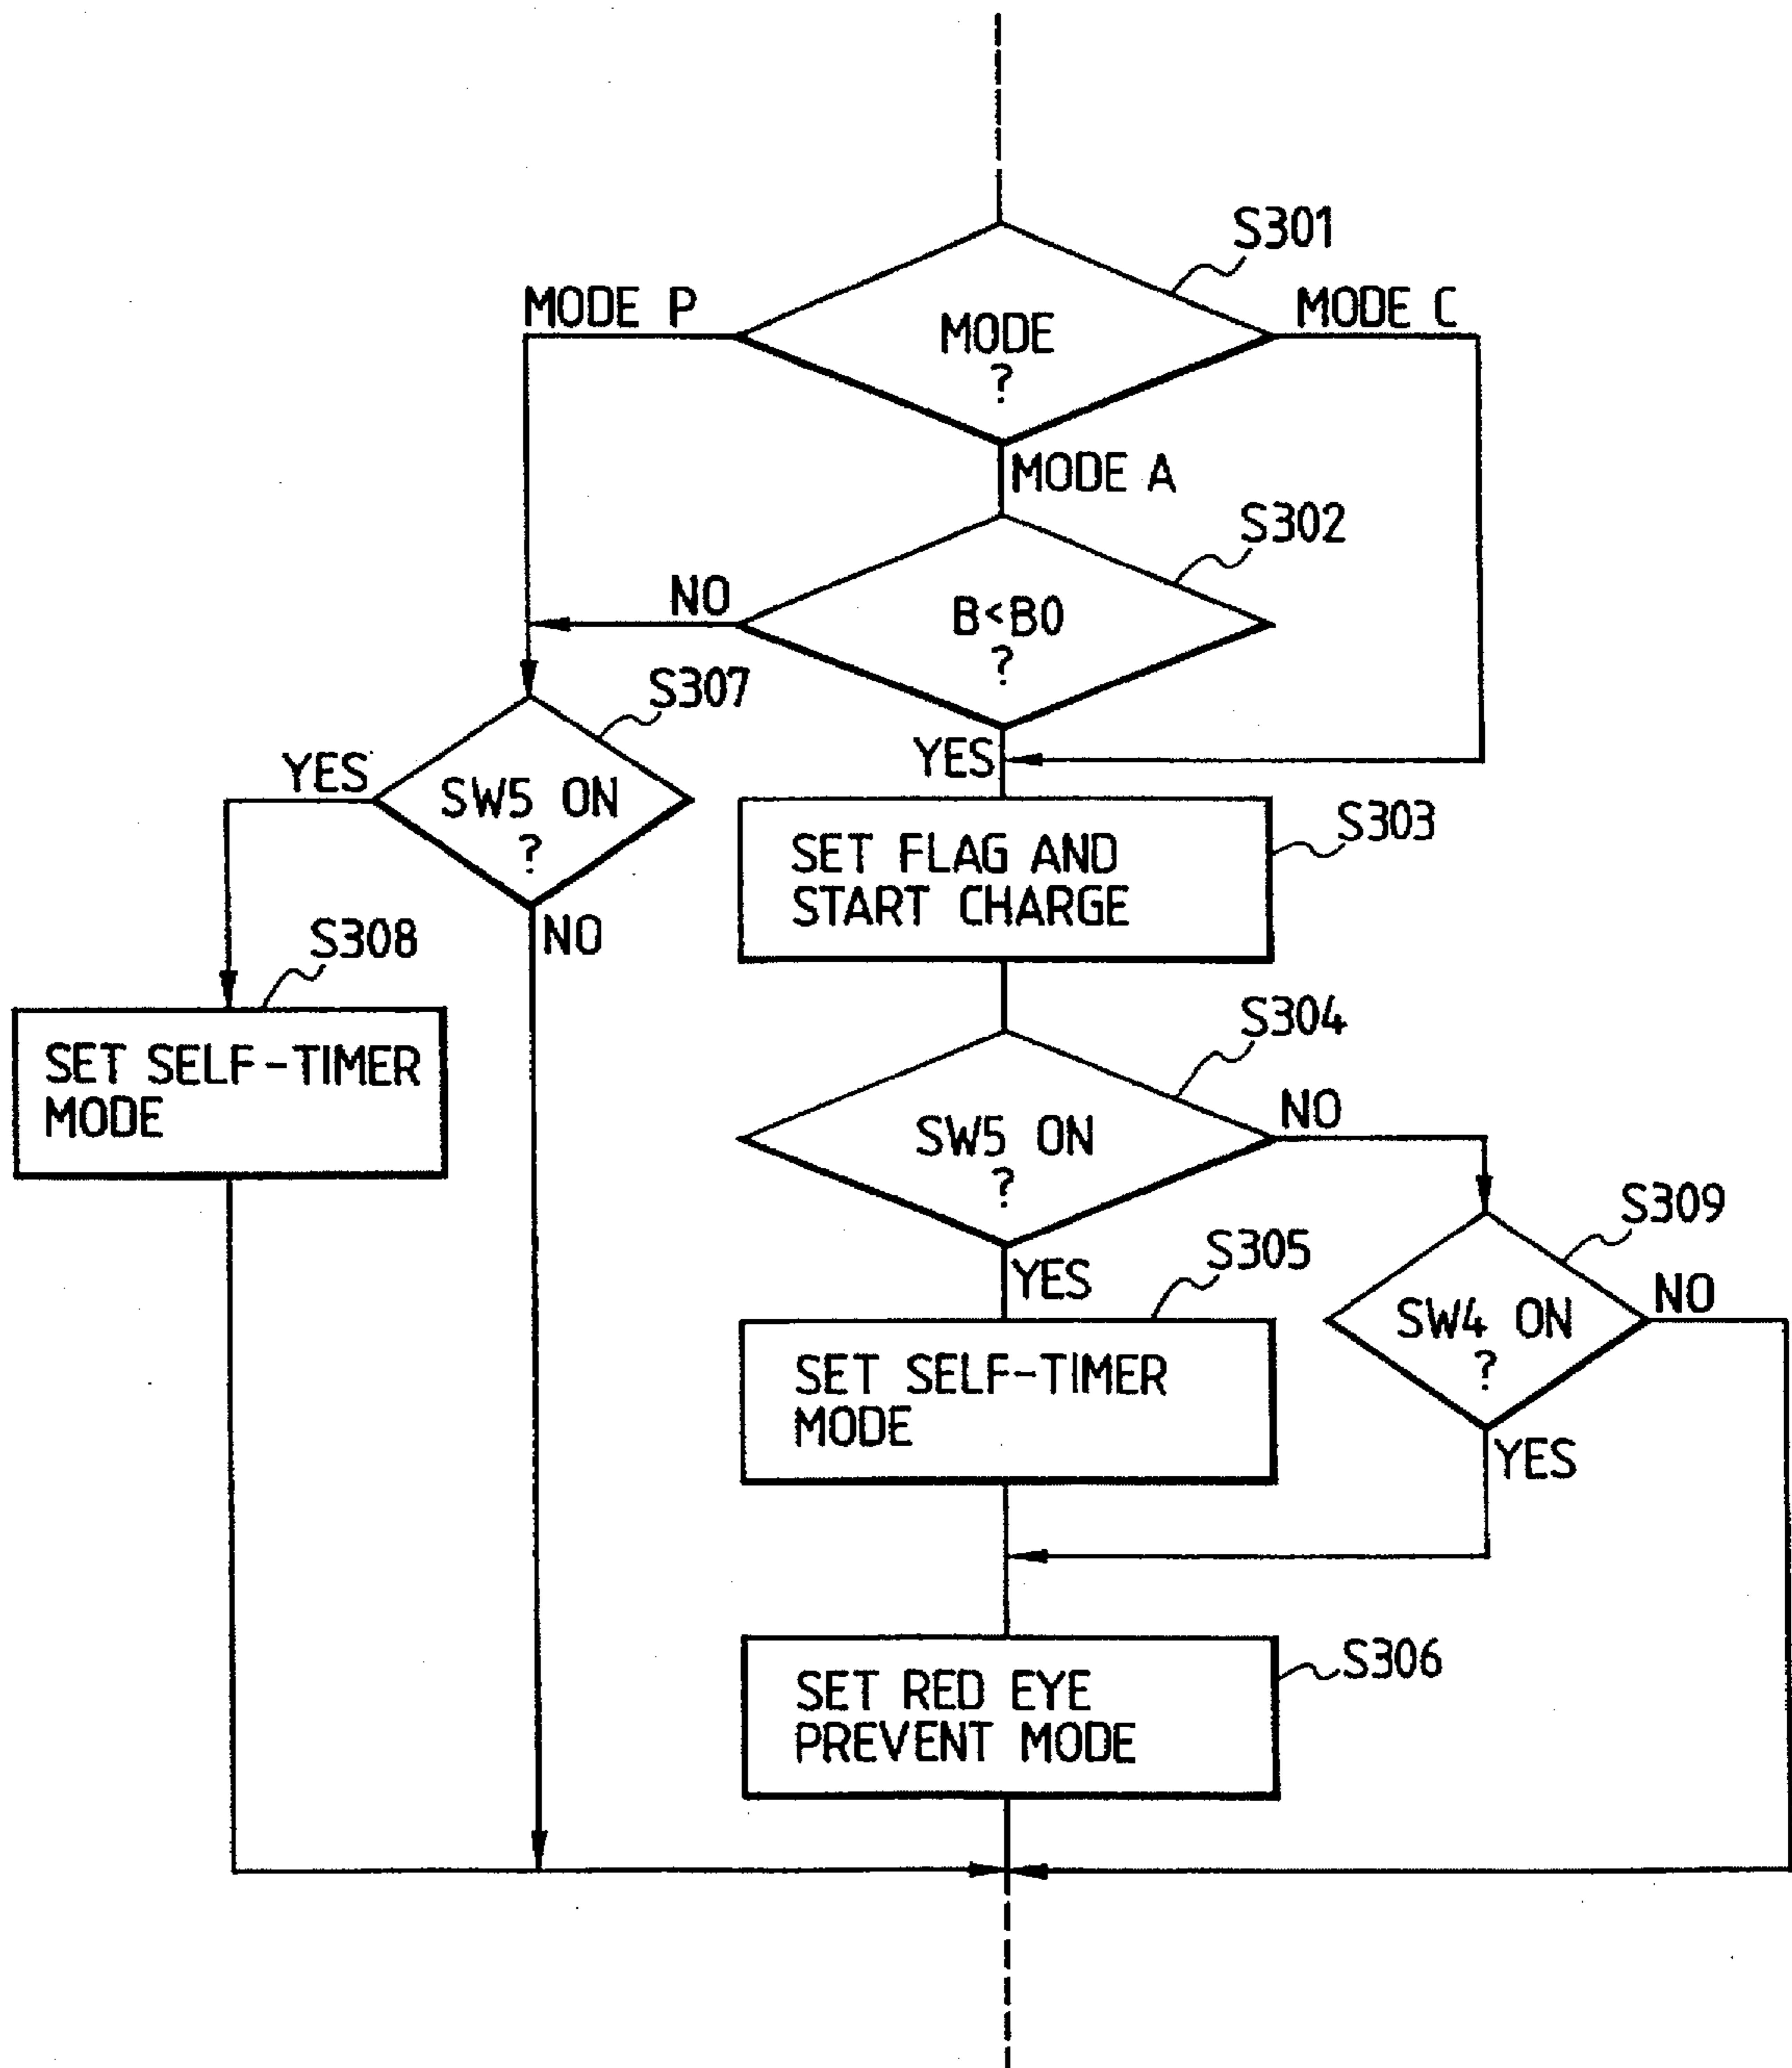 S301
MODE P
MODE C
MODE
?
MODE A
S302
NO
B<B0
?
S307
YES
YES
SW5 ON
?
S303
SET FLAG AND
START CHARGE
NO
S308
S304
SET SELF-TIMER
MODE
NO
SW5 ON
?
S309
S305
YES
NO
SW4 ON
?
SET SELF-TIMER
MODE
YES
S306
SET RED EYE
PREVENT MODE